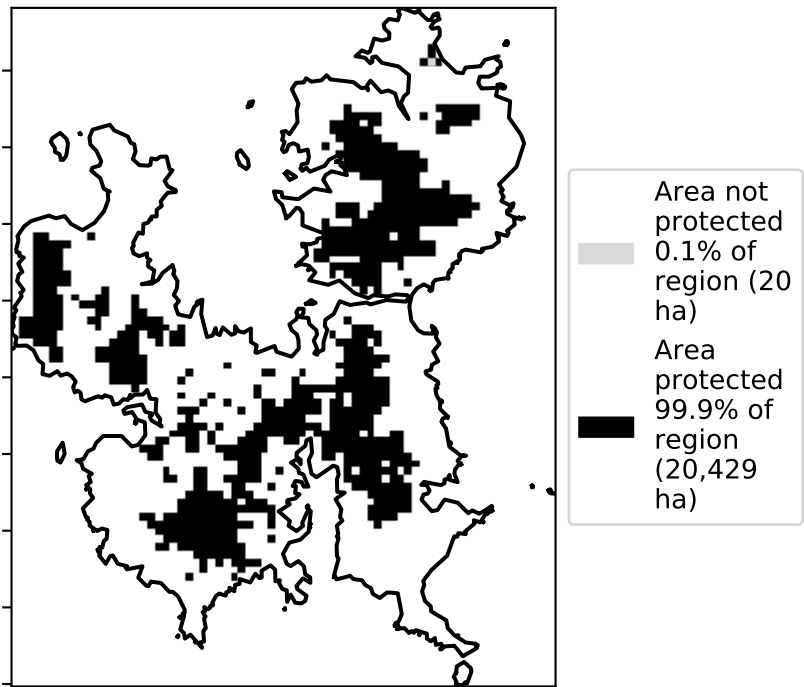 Area not
protected
0.1% of
region (20
ha)
Area
protected
99.9% of
region
(20,429
ha)